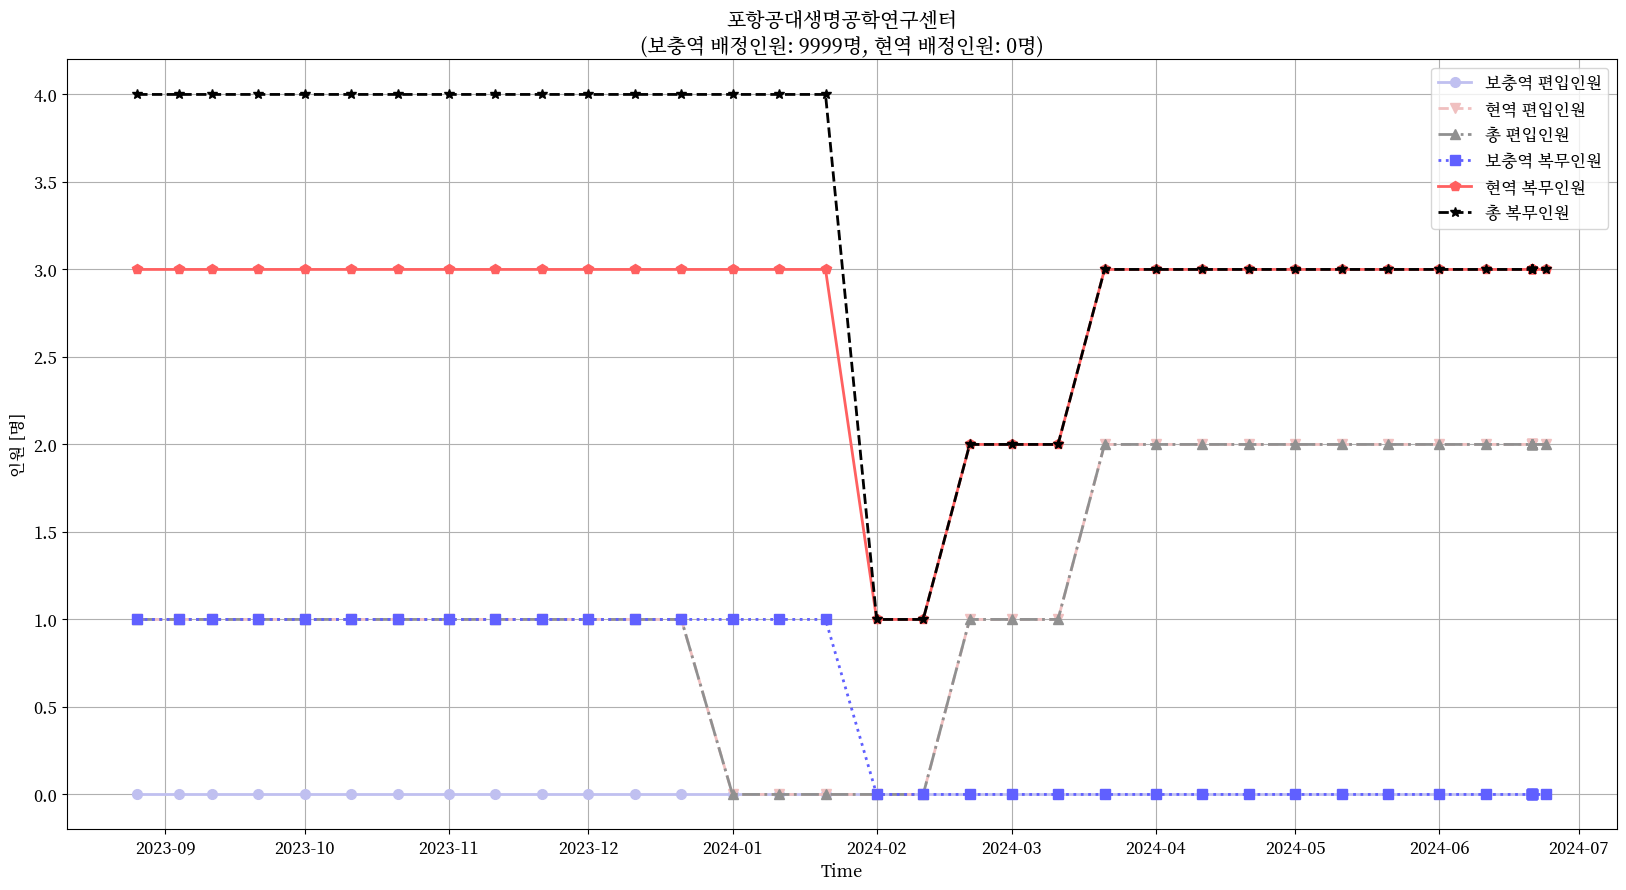 포항공대생명공학연구센터
(보충역 배정인원: 9999명, 현역 배정인원: 0명)
보충역 편입인원
현역 편입인원
총 편입인원
보충역 복무인원
현역 복무인원
총 복무인원
4.0
3.5
3.0
2.5
2.0
1.5
1.0
0.5
0.0
인원 [명]
2023-09 2023-10 2023-11 2023-12 2024-01 2024-02 2024-03 2024-04 2024-05 2024-06 2024-07
Time